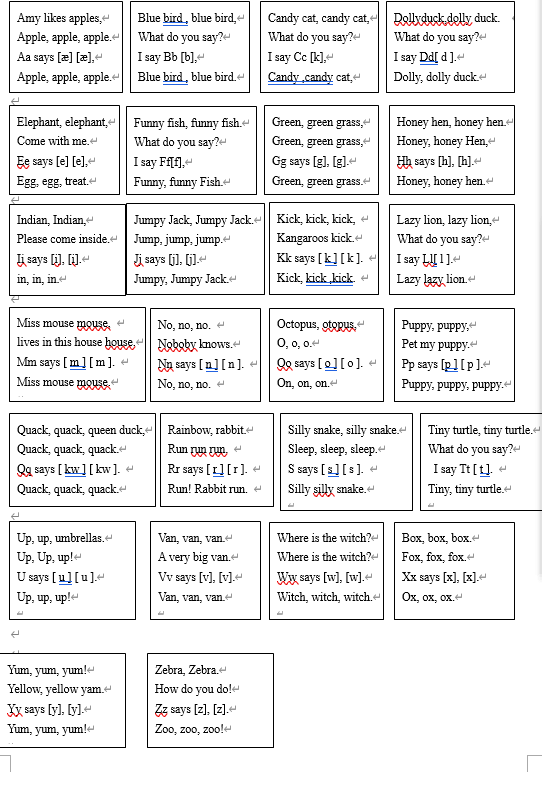 Amy likes apples,
Apple, apple, apple.
Aa says [æ] [æ],
Apple, apple, apple.
Blue bird , blue bird,
What do you say?
I say Bb [b],
Blue bird , blue bird.
Candy cat, candy cat,
What do you say?
I say Cc [k],
Candy ,candy cat,
Dollyduck,dolly duck.
What do you say?
I say Dd[ d ].
Dolly, dolly duck.
Elephant, elephant,
Come with me.
Ee says [e] [e],
Egg, egg, treat.
Funny fish, funny fish.
What do you say?
I say Ff[f],
Funny, funny Fish.
Green, green grass,
Green, green grass,
Gg says [g], [g].
Green, green grass.
Honey hen, honey hen.
Honey, honey Hen,
Hh says [h], [h].
Honey, honey hen.
Indian, Indian,
Please come inside.
Ii says [i], [i].
in, in, in.
Jumpy Jack, Jumpy Jack.
Jump, jump, jump.
Jj says [j], [j].
Jumpy, Jumpy Jack.
Kick, kick, kick,
Kangaroos kick.
Kk says [ k ] [ k ].
Kick, kick ,kick.
Lazy lion, lazy lion,
What do you say?
I say Ll[ l ].
Lazy lazy lion.
Miss mouse mouse,
lives in this house house.
Mm says [ m ] [ m ].
Miss mouse mouse.
No, no, no.
Noboby knows.
Nn says [ n ] [ n ].
No, no, no.
Octopus, otopus,
O, o, o.
Oo says [ o ] [ o ].
On, on, on.
Puppy, puppy,
Pet my puppy.
Pp says [p ] [ p ].
Puppy, puppy, puppy.
Quack, quack, queen duck,
Quack, quack, quack.
Qq says [ kw ] [ kw ].
Quack, quack, quack.
Rainbow, rabbit.
Run run run,
Rr says [ r ] [ r ].
Run! Rabbit run.
Silly snake, silly snake.
Sleep, sleep, sleep.
S says [ s ] [ s ].
Silly silly snake.
Tiny turtle, tiny turtle.
What do you say?
I say Tt [ t ].
Tiny, tiny turtle.
Up, up, umbrellas.
Up, Up, up!
U says [ u ] [ u ].
Up, up, up!
Van, van, van.
A very big van.
Vv says [v], [v].
Van, van, van.
Where is the witch?
Where is the witch?
Ww says [w], [w].
Witch, witch, witch.
Box, box, box.
Fox, fox, fox.
Xx says [x], [x].
Ox, ox, ox.
Yum, yum, yum!
Yellow, yellow yam.
Yy says [y], [y].
Yum, yum, yum!
Zebra, Zebra.
How do you do!
Zz says [z], [z].
Zoo, zoo, zoo!